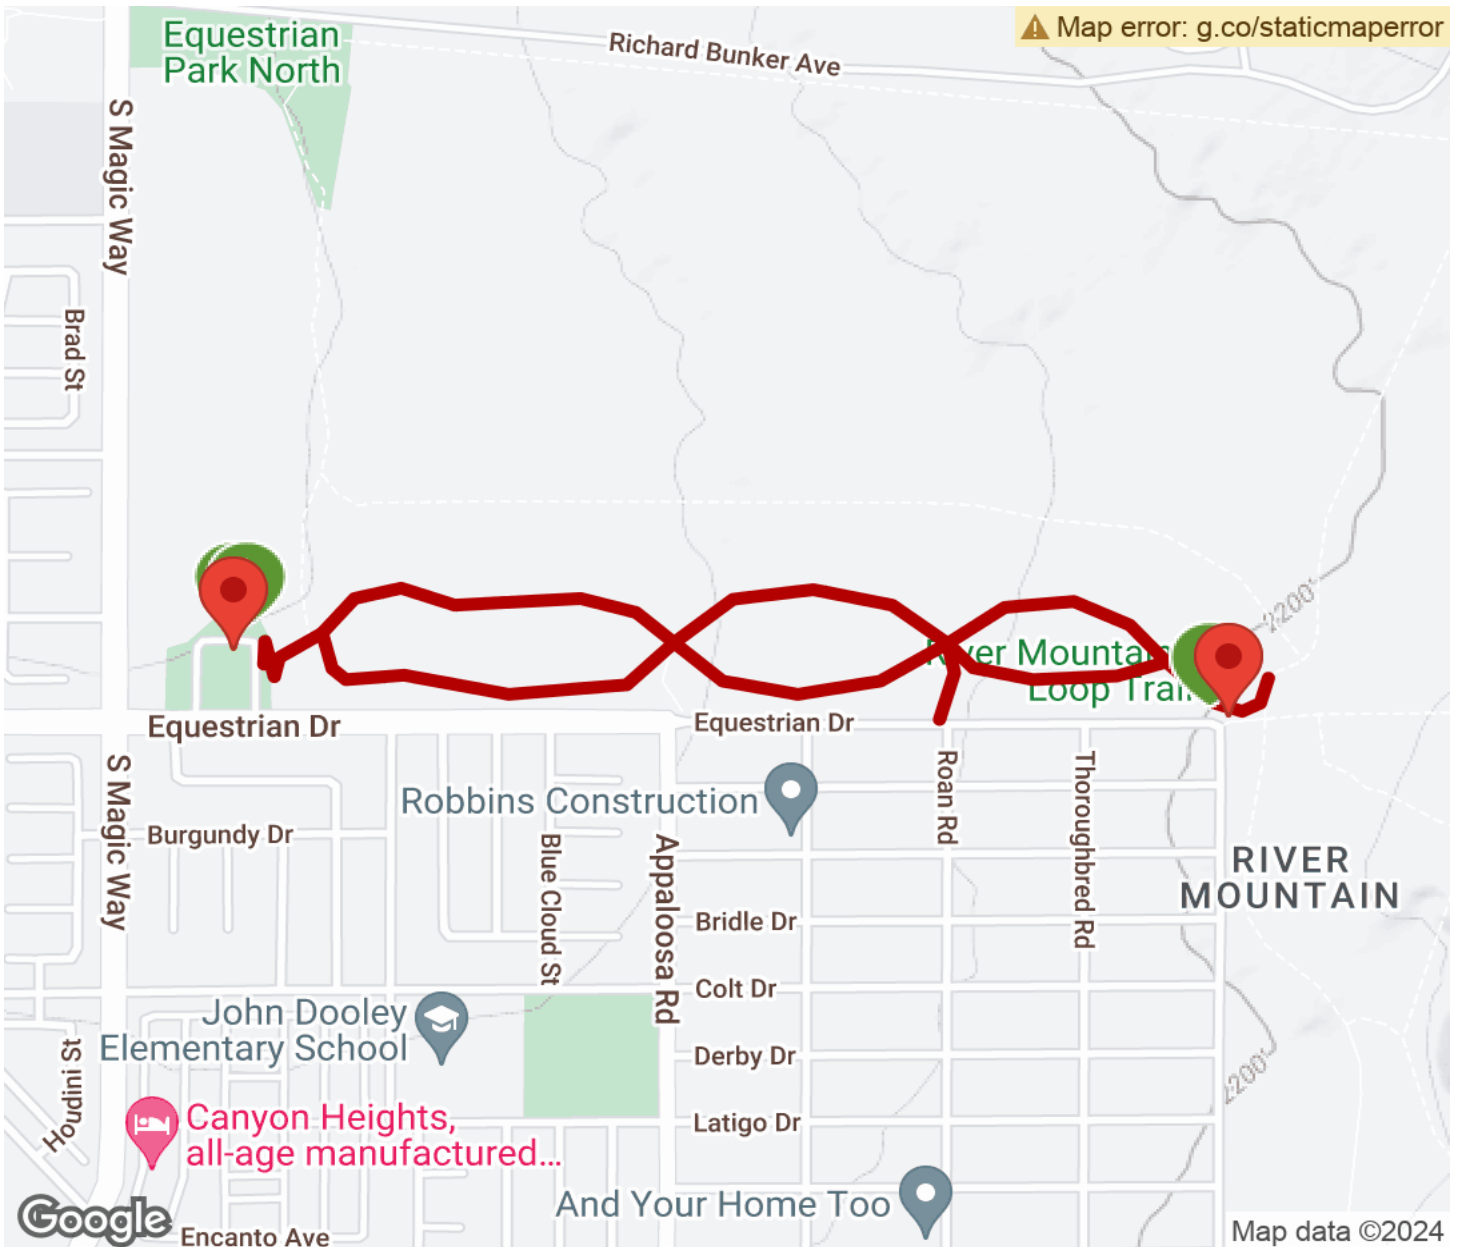 Equestrian
Park North
Richard Bunker Ave
Map error: g.co/staticmaperror
S Magic Way
Brad St
2200'
River Mountain
Loop Trail
Equestrian Dr
Equestrian Dr
S Magic Way
Robbins Construction
Roan Rd
Thoroughbred Rd
Burgundy Dr
Blue Cloud St
Appaloosa Rd
RIVER
MOUNTAIN
Bridle Dr
Colt Dr
John Dooley
Elementary School
Houdini St
Derby Dr
2200'
Canyon Heights,
all-age manufactured...
Latigo Dr
And Your Home Too
Google
Encanto Ave
Map data ©2024